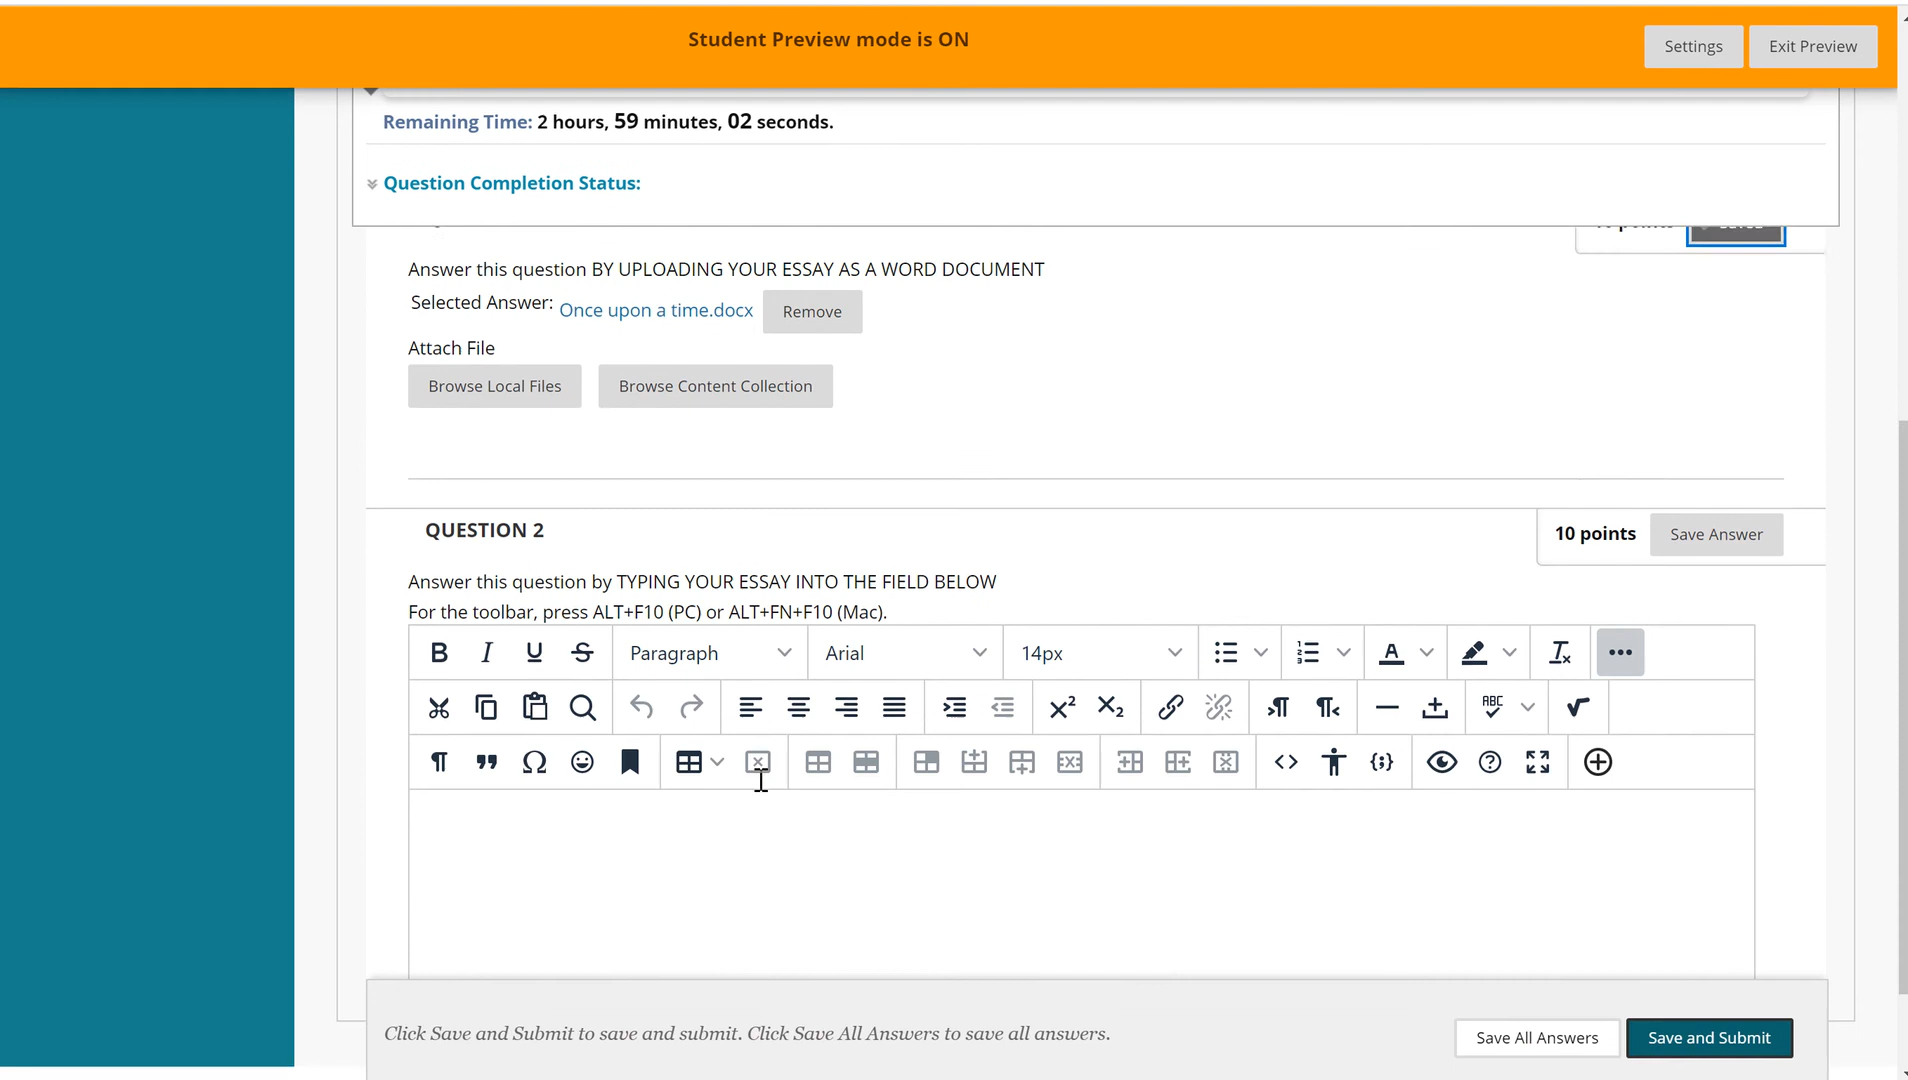 Student Preview mode is ON
Settings
Exit Preview
Remaining Time: 2 hours, 59 minutes, 02 seconds.
Question Completion Status:
Answer this question BY UPLOADING YOUR ESSAY AS A WORD DOCUMENT
Selected Answer: Once upon a time.docx Remove
Attach File
Browse Local Files Browse Content Collection
QUESTION 2
10 points Save Answer
Answer this question by TYPING YOUR ESSAY INTO THE FIELD BELOW
For the toolbar, press ALT+F10 (PC) or ALT+FN+F10 (Mac).
Paragraph Arial 14px
Click Save and Submit to save and submit. Click Save All Answers to save all answers.
Save All Answers Save and Submit